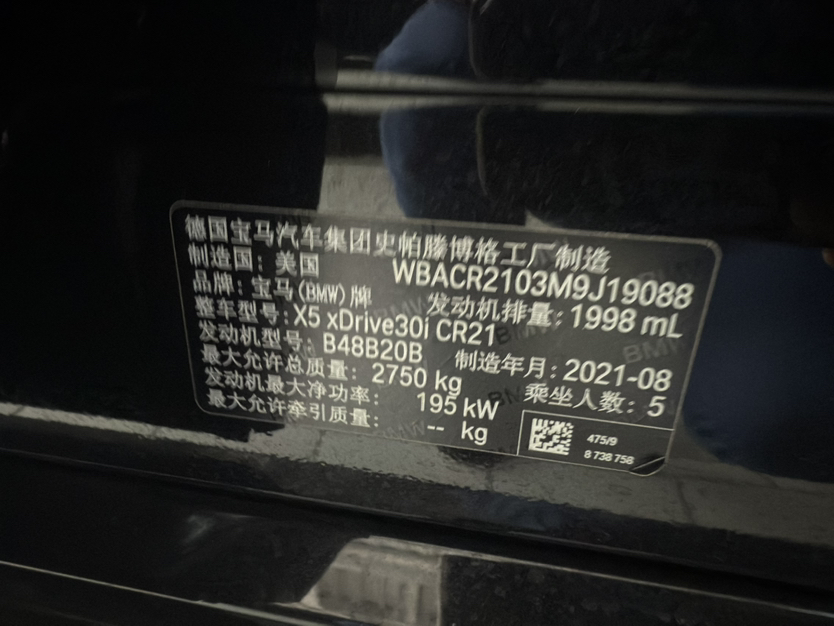 德国宝马汽车集团史帕滕博格工厂制造
制造国：美国 WBACR2103M9J19088
品牌：宝马(BMW)牌 发动机排量：1998 mL
整车型号：X5 xDrive30i CR21
发动机型号：B48B20B 制造年月：2021-08
最大允许总质量：2750 kg 乘坐人数：5
发动机最大净功率：195 kW
最大允许牵引质量：-- kg
475/9
8 738 756